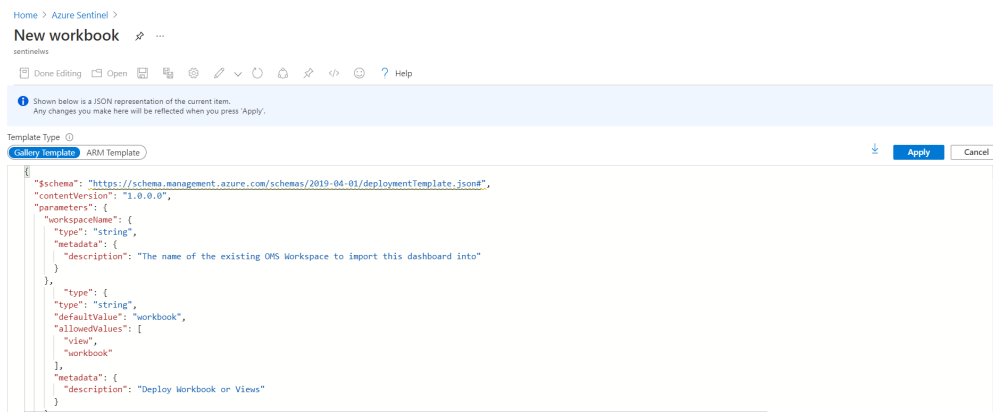 Home > Azure Sentinel >
New workbook
sentinelws
Done Editing Open </> ? Help
Shown below is a JSON representation of the current item.
Any changes you make here will be reflected when you press 'Apply'.
Template Type
Gallery Template ARM Template Apply Cancel
{
"$schema": "https://schema.management.azure.com/schemas/2019-04-01/deploymentTemplate.json#",
"contentVersion": "1.0.0.0",
"parameters": {
"workspaceName": {
"type": "string",
"metadata": {
"description": "The name of the existing OMS Workspace to import this dashboard into"
}
},
"type": {
"type": "string",
"defaultValue": "workbook",
"allowedValues": [
"view",
"workbook"
],
"metadata": {
"description": "Deploy Workbook or Views"
}